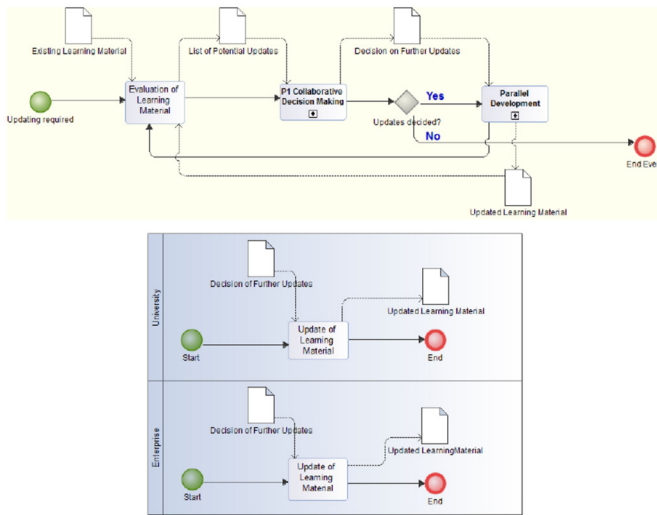 Existing Learning Material
List of Potential Updates
Decision on Further Updates
Updating required
Evaluation of
Learning
Material
P1 Collaborative
Decision Making
Updates decided?
Yes
No
Parallel
Development
End Eve
Updated Learning Material
University
Decision of Further Updates
Updated Learning Material
Start
Update of
Learning
Material
End
Enterprise
Decision of Further Updates
Updated LearningMaterial
Start
Update of
Learning
Material
End